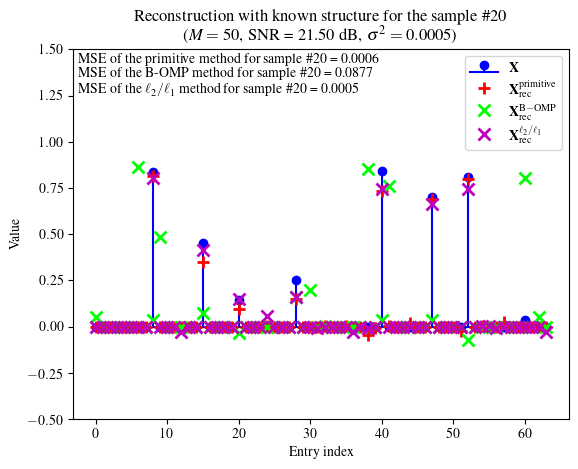 Reconstruction with known structure for the sample #20
(M = 50, SNR = 21.50 dB, σ² = 0.0005)
MSE of the primitive method for sample #20 = 0.0006
MSE of the B-OMP method for sample #20 = 0.0877
MSE of the ℓ₂/ℓ₁ method for sample #20 = 0.0005
X
X_rec^primitive
X_rec^B−OMP
X_rec^ℓ₂/ℓ₁
1.50
1.25
1.00
0.75
0.50
0.25
0.00
−0.25
−0.50
Value
0 10 20 30 40 50 60
Entry index